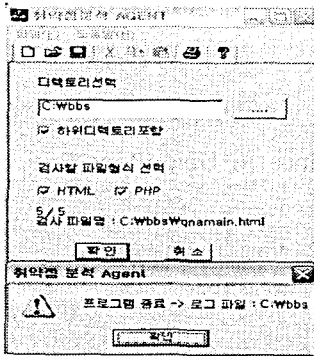 취약점분석 AGENT
디렉토리선택
C:\bbs
....
하위디렉토리포함
검사할 파일형식 선택
HTML PHP
5/5
검사 파일명 : C:\bbs\qnamain.html
확인 취소
취약점 분석 Agent
프로그램 종료 -> 로그 파일 : C:\bbs
확인